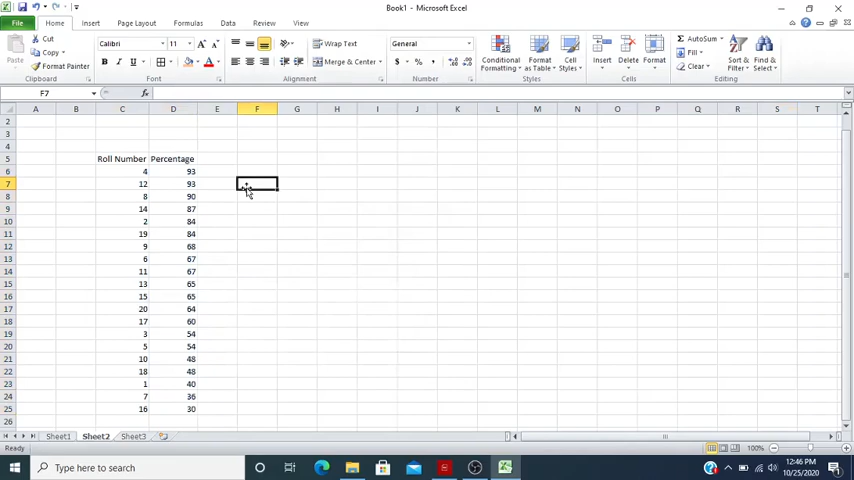 Book1 - Microsoft Excel
File Home Insert Page Layout Formulas Data Review View
Cut Calibri 11 Wrap Text General AutoSum
Copy Fill
Paste Format Painter B I U Merge & Center $ % , Conditional Formatting Format as Table Cell Styles Insert Delete Format Clear Sort & Filter Find & Select
Clipboard Font Alignment Number Styles Cells Editing
F7 fx
A B C D E F G H I J K L M N O P Q R S T
2
3
4
5 Roll Number Percentage
6 4 93
7 12 93
8 8 90
9 14 87
10 2 84
11 19 84
12 9 68
13 6 67
14 11 67
15 13 65
16 15 65
17 20 64
18 17 60
19 3 54
20 5 54
21 10 48
22 18 48
23 1 40
24 7 36
25 16 30
26
Sheet1 Sheet2 Sheet3
Ready 100%
Type here to search 12:46 PM
10/25/2020